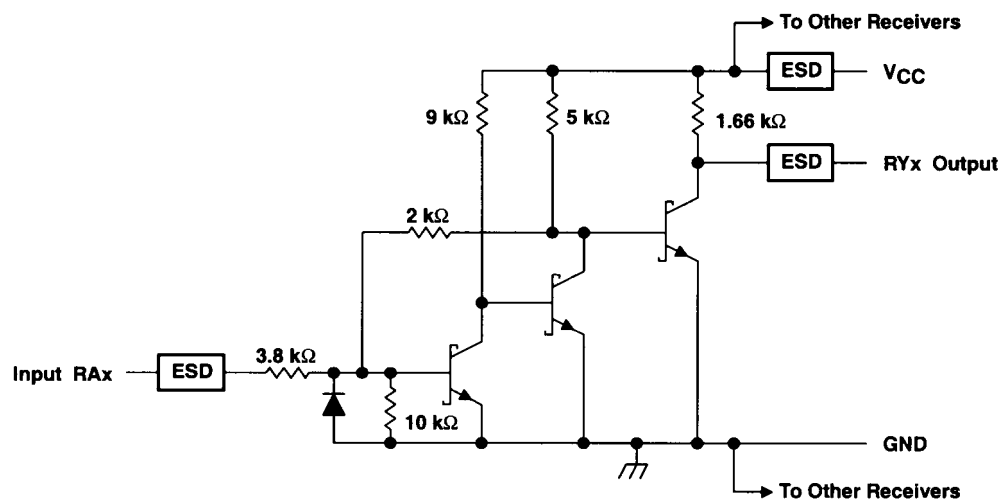 To Other Receivers
ESD
VCC
9 kΩ
5 kΩ
1.66 kΩ
ESD
RYx Output
2 kΩ
Input RAx
ESD
3.8 kΩ
10 kΩ
GND
To Other Receivers